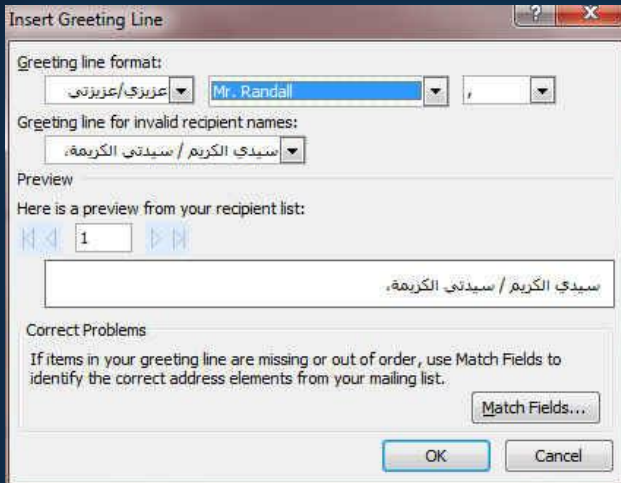 Insert Greeting Line
Greeting line format:
عزيزي/عزيزتي Mr. Randall ,
Greeting line for invalid recipient names:
سيدي الكريم / سيدتي الكريمة،
Preview
Here is a preview from your recipient list:
1
سيدي الكريم / سيدتي الكريمة،
Correct Problems
If items in your greeting line are missing or out of order, use Match Fields to
identify the correct address elements from your mailing list.
Match Fields...
OK Cancel